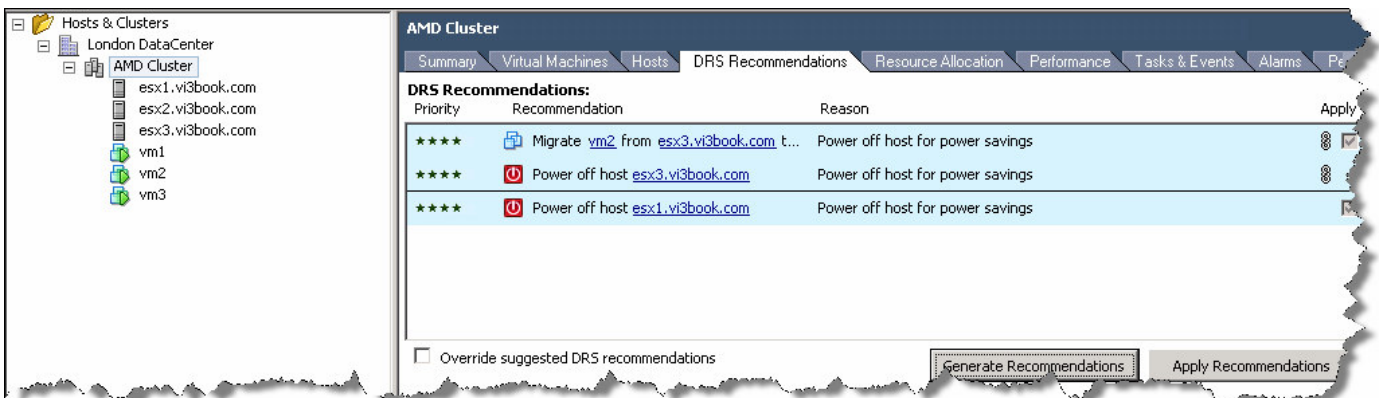 Hosts & Clusters
London DataCenter
AMD Cluster
esx1.vi3book.com
esx2.vi3book.com
esx3.vi3book.com
vm1
vm2
vm3
AMD Cluster
Summary Virtual Machines Hosts DRS Recommendations Resource Allocation Performance Tasks & Events Alarms Pe
DRS Recommendations:
Priority Recommendation Reason Apply
★★★★ Migrate vm2 from esx3.vi3book.com t... Power off host for power savings
★★★★ Power off host esx3.vi3book.com Power off host for power savings
★★★★ Power off host esx1.vi3book.com Power off host for power savings
Override suggested DRS recommendations
Generate Recommendations Apply Recommendations